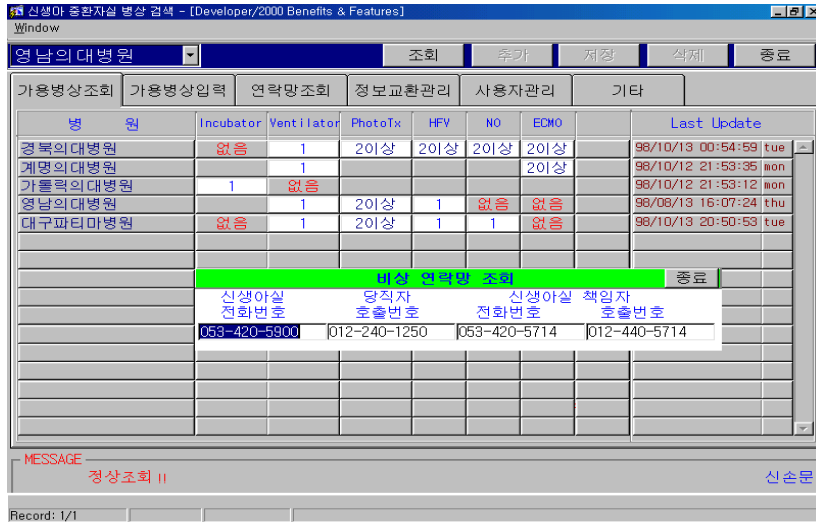 신생아 중환자실 병상 검색 - [Developer/2000 Benefits & Features]
Window
영남의대병원 조회 추가 저장 삭제 종료
가용병상조회 가용병상입력 연락망조회 정보교환관리 사용자관리 기타
병 원 Incubator Ventilator PhotoTx HFV NO ECMO Last Update
경북의대병원 없음 1 2이상 2이상 2이상 2이상 98/10/13 00:54:59 tue
계명의대병원 1 2이상 98/10/12 21:53:35 mon
가톨릭의대병원 1 없음 98/10/12 21:53:12 mon
영남의대병원 1 2이상 1 없음 없음 98/08/13 16:07:24 thu
대구파티마병원 없음 1 2이상 1 1 없음 98/10/13 20:50:53 tue
비상 연락망 조회 종료
신생아실 당직자 신생아실 책임자
전화번호 호출번호 전화번호 호출번호
053-420-5900 012-240-1250 053-420-5714 012-440-5714
MESSAGE
정상조회 !! 신손문
Record: 1/1